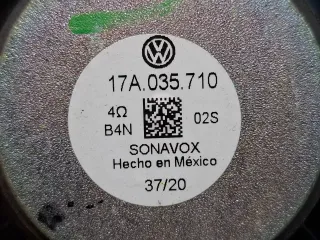 17A.035.710
4Ω
B4N
02S
SONAVOX
Hecho en México
37/20